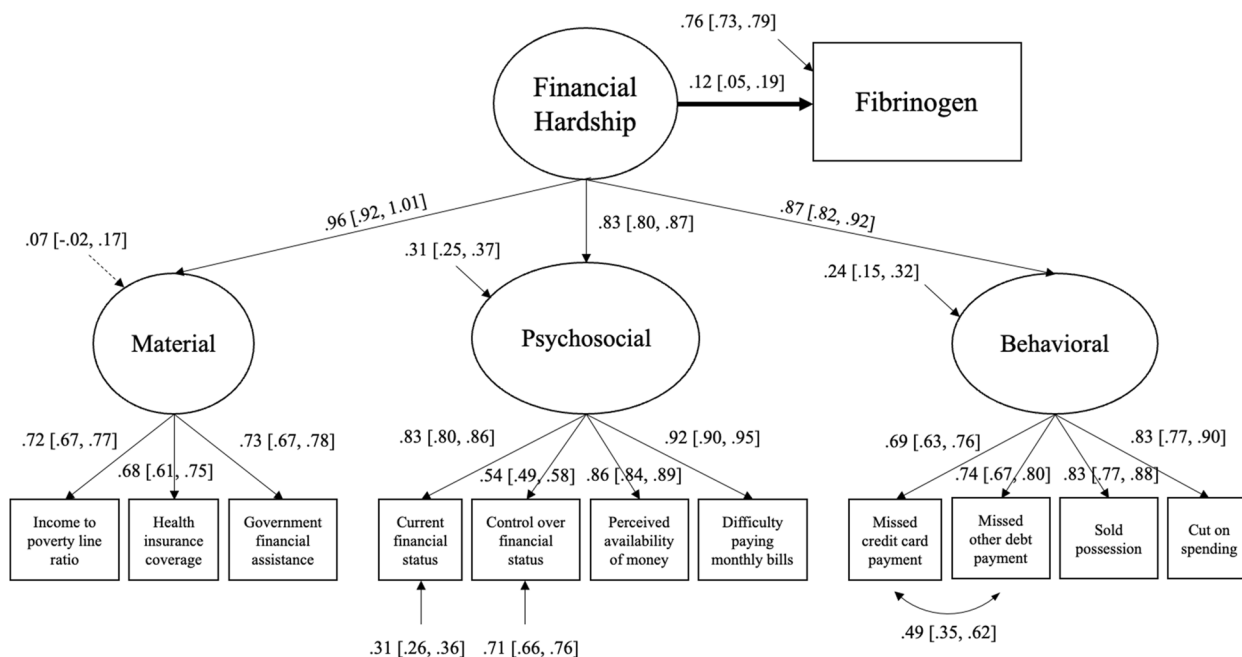 .76 [.73, .79]
Financial
Hardship
.12 [.05, .19]
Fibrinogen
.96 [.92, 1.01]
.83 [.80, .87]
.87 [.82, .92]
.07 [-.02, .17]
.31 [.25, .37]
.24 [.15, .32]
Material
Psychosocial
Behavioral
.72 [.67, .77]
.68 [.61, .75]
.73 [.67, .78]
.83 [.80, .86]
.54 [.49, .58]
.86 [.84, .89]
.92 [.90, .95]
.69 [.63, .76]
.74 [.67, .80]
.83 [.77, .88]
.83 [.77, .90]
Income to
poverty line
ratio
Health
insurance
coverage
Government
financial
assistance
Current
financial
status
Control over
financial
status
Perceived
availability
of money
Difficulty
paying
monthly bills
Missed
credit card
payment
Missed
other debt
payment
Sold
possession
Cut on
spending
.31 [.26, .36]
.71 [.66, .76]
.49 [.35, .62]